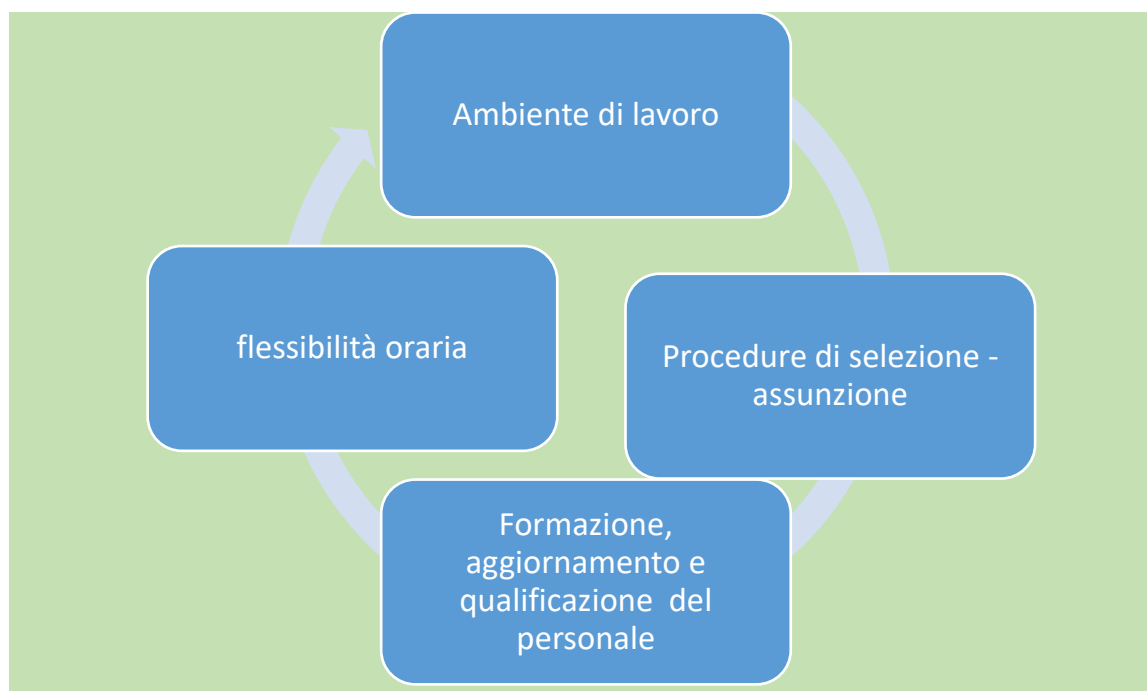 Ambiente di lavoro
flessibilità oraria
Procedure di selezione -
assunzione
Formazione,
aggiornamento e
qualificazione  del
personale